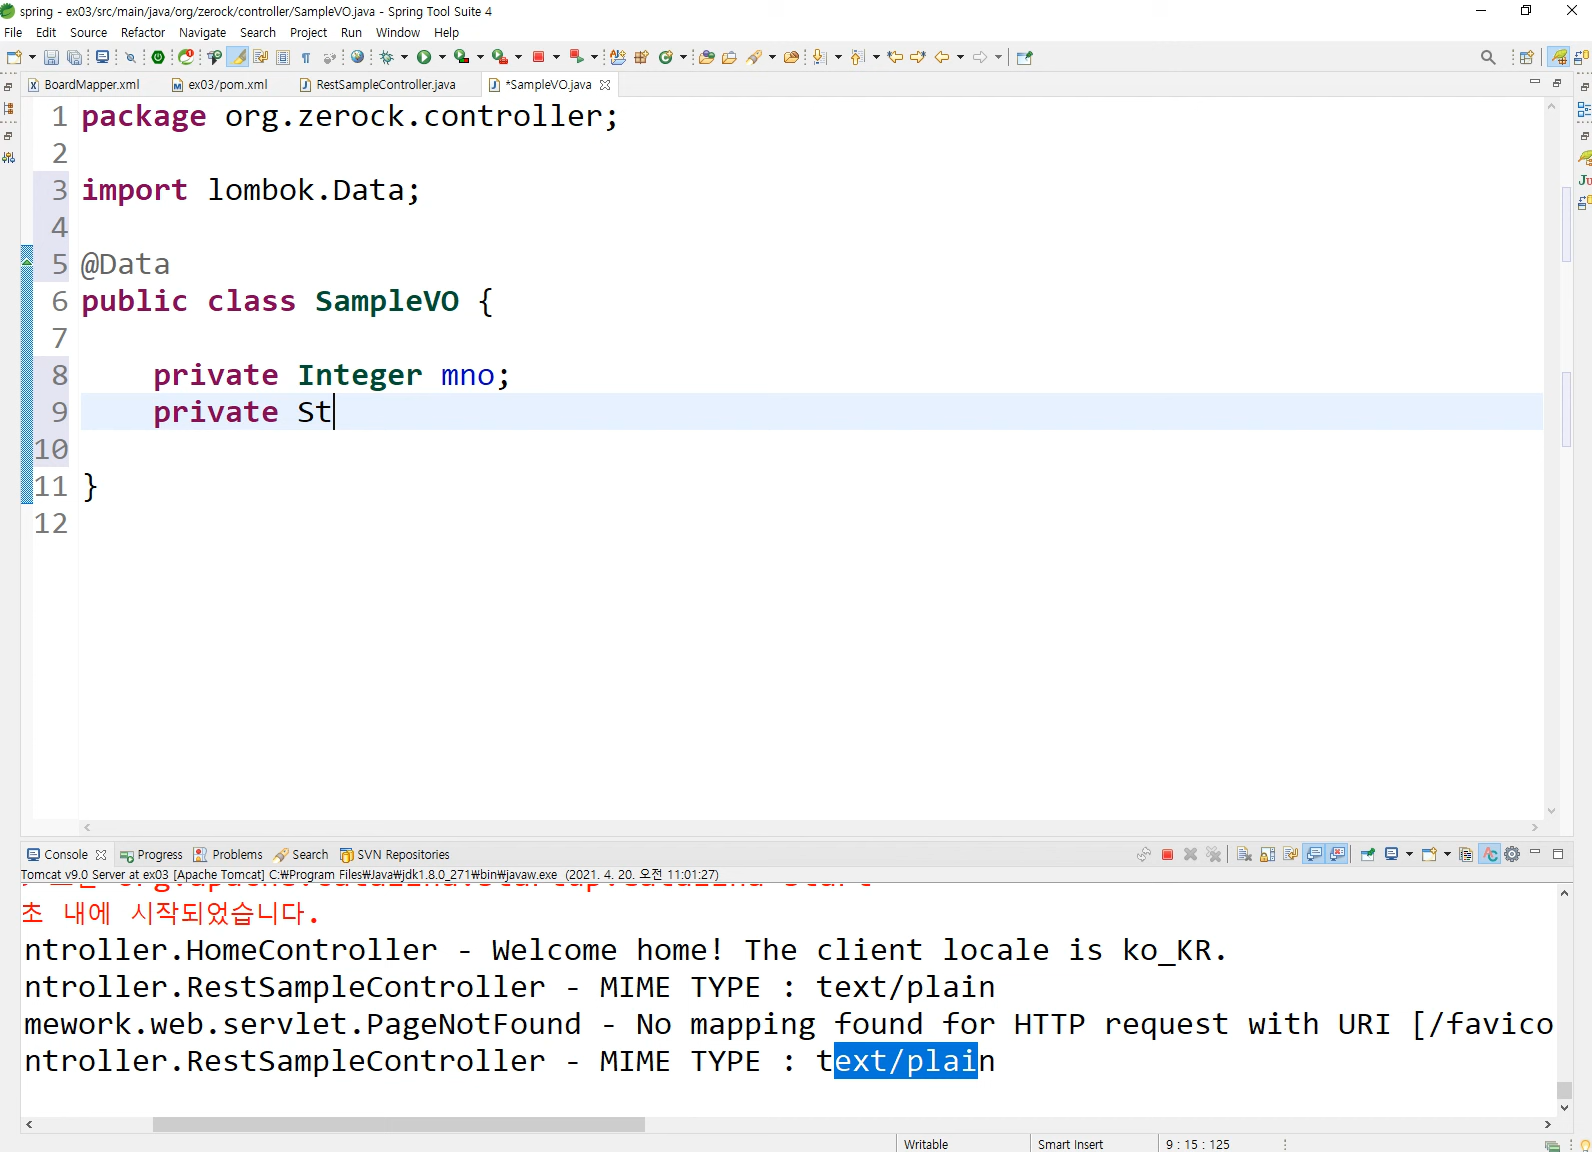 spring - ex03/src/main/java/org/zerock/controller/SampleVO.java - Spring Tool Suite 4
File Edit Source Refactor Navigate Search Project Run Window Help
BoardMapper.xml ex03/pom.xml RestSampleController.java *SampleVO.java
1 package org.zerock.controller;
2
3 import lombok.Data;
4
5 @Data
6 public class SampleVO {
7
8 private Integer mno;
9 private St
10
11 }
12
Console Progress Problems Search SVN Repositories
Tomcat v9.0 Server at ex03 [Apache Tomcat] C:₩Program Files₩Java₩jdk1.8.0_271₩bin₩javaw.exe (2021. 4. 20. 오전 11:01:27)
초 내에 시작되었습니다.
ntroller.HomeController - Welcome home! The client locale is ko_KR.
ntroller.RestSampleController - MIME TYPE : text/plain
mework.web.servlet.PageNotFound - No mapping found for HTTP request with URI [/favico
ntroller.RestSampleController - MIME TYPE : text/plain
Writable Smart Insert 9 : 15 : 125